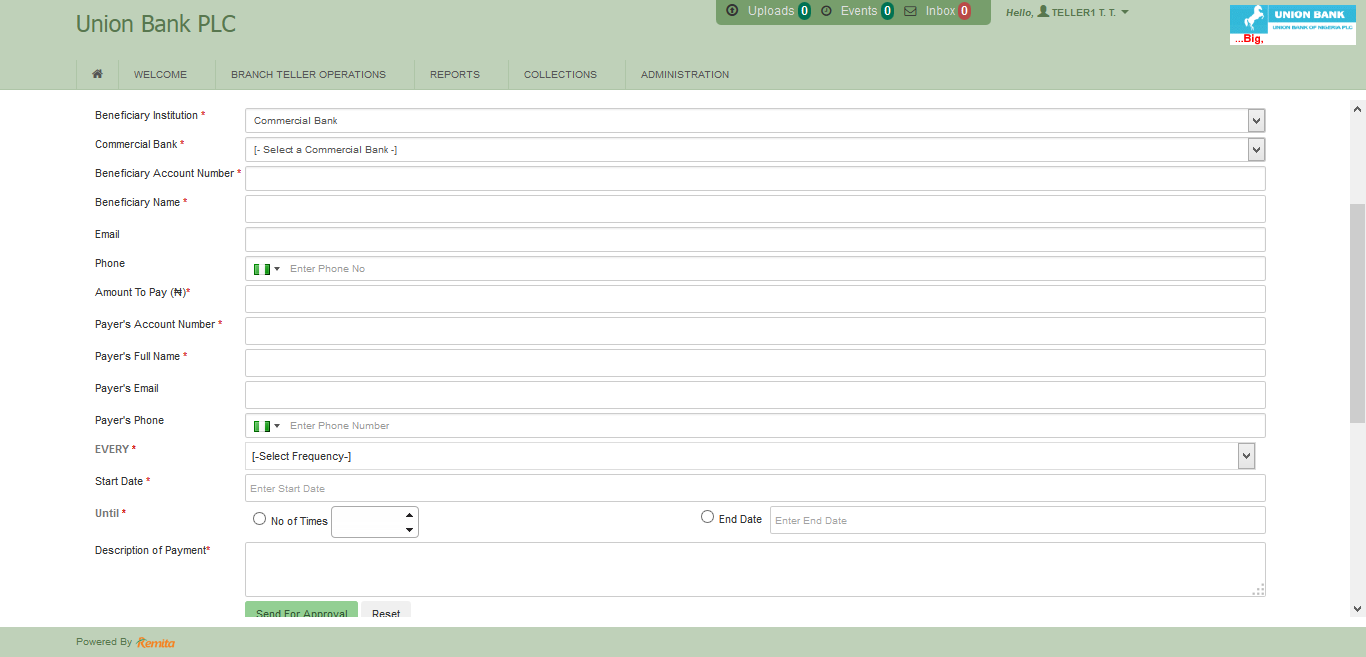 Union Bank PLC
Uploads 0 Events 0 Inbox 0
Hello, TELLER1 T. T.
UNION BANK
UNION BANK OF NIGERIA PLC
...Big,
WELCOME BRANCH TELLER OPERATIONS REPORTS COLLECTIONS ADMINISTRATION
Beneficiary Institution * Commercial Bank
Commercial Bank * [- Select a Commercial Bank -]
Beneficiary Account Number *
Beneficiary Name *
Email
Phone Enter Phone No
Amount To Pay (₦)*
Payer's Account Number *
Payer's Full Name *
Payer's Email
Payer's Phone Enter Phone Number
EVERY * [-Select Frequency-]
Start Date * Enter Start Date
Until * No of Times End Date Enter End Date
Description of Payment*
Send For Approval Reset
Powered By Remita